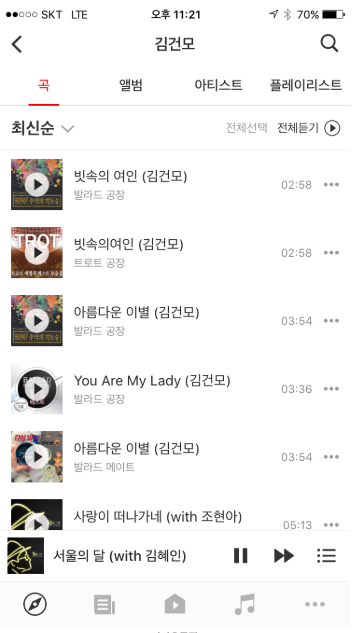 SKT LTE 오후 11:21 70%
김건모
곡 앨범 아티스트 플레이리스트
최신순 전체선택 전체듣기
빗속의 여인 (김건모)
02:58
발라드 공장
빗속의여인 (김건모)
02:58
트로트 공장
아름다운 이별 (김건모)
03:54
발라드 공장
You Are My Lady (김건모)
03:36
발라드 공장
아름다운 이별 (김건모)
03:54
발라드 메이트
사랑이 떠나가네 (with 조현아)
05:13
서울의 달 (with 김혜인)